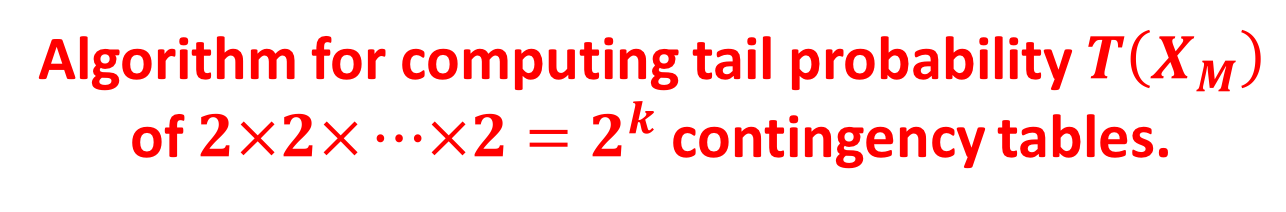 Algorithm for computing tail probability T(X_M)
of 2×2× ⋯×2 = 2^k contingency tables.